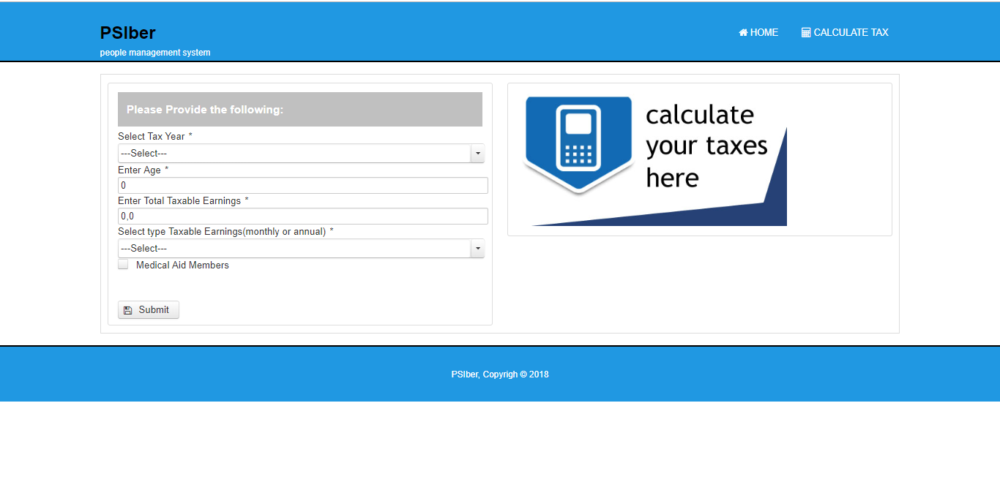 PSIber
people management system
HOME
CALCULATE TAX
Please Provide the following:
Select Tax Year *
---Select---
Enter Age *
0
Enter Total Taxable Earnings *
0,0
Select type Taxable Earnings(monthly or annual) *
---Select---
Medical Aid Members
Submit
calculate
your taxes
here
PSIber, Copyrigh © 2018